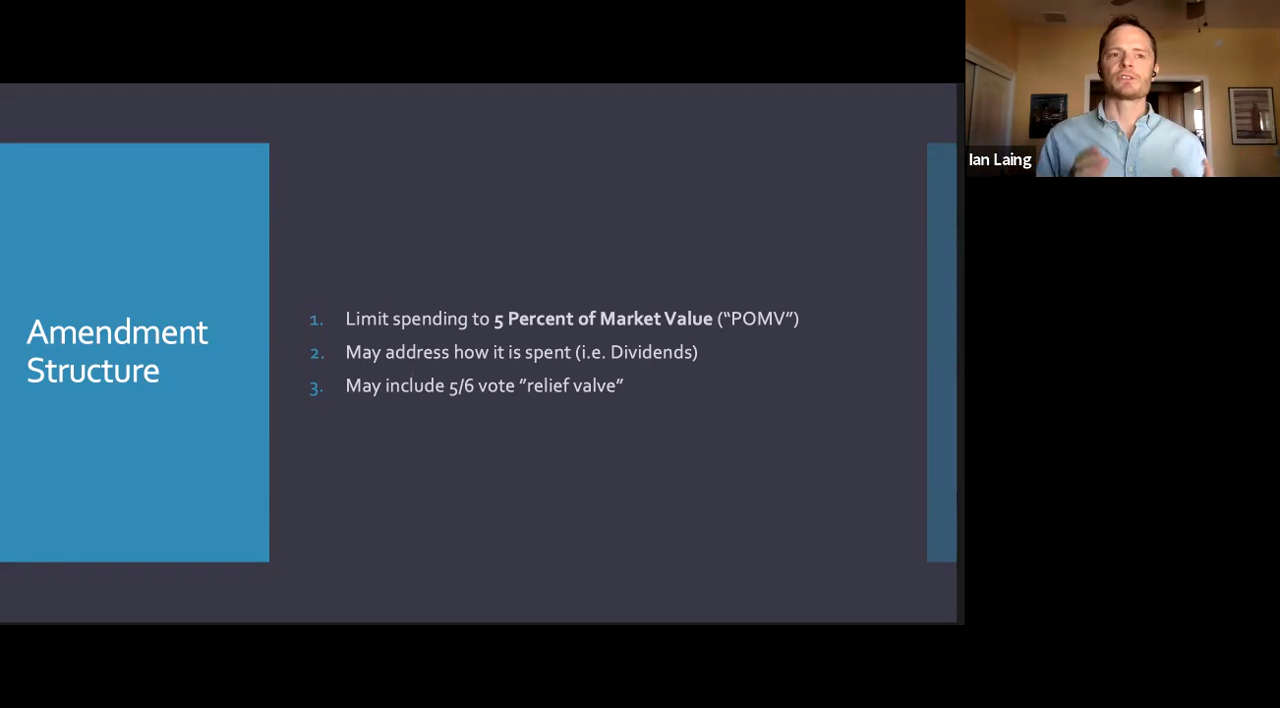 Amendment
Structure
1. Limit spending to 5 Percent of Market Value (“POMV”)
2. May address how it is spent (i.e. Dividends)
3. May include 5/6 vote “relief valve”
Ian Laing